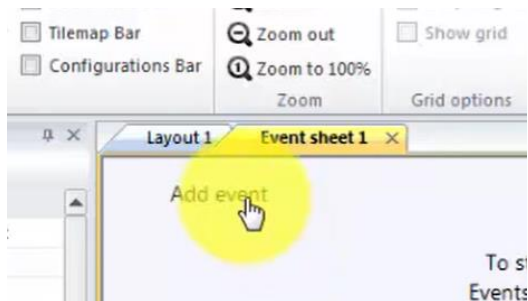 Tilemap Bar
Configurations Bar
Zoom out
Zoom to 100%
Zoom
Show grid
Grid options
Layout 1
Event sheet 1
Add event
To
Events